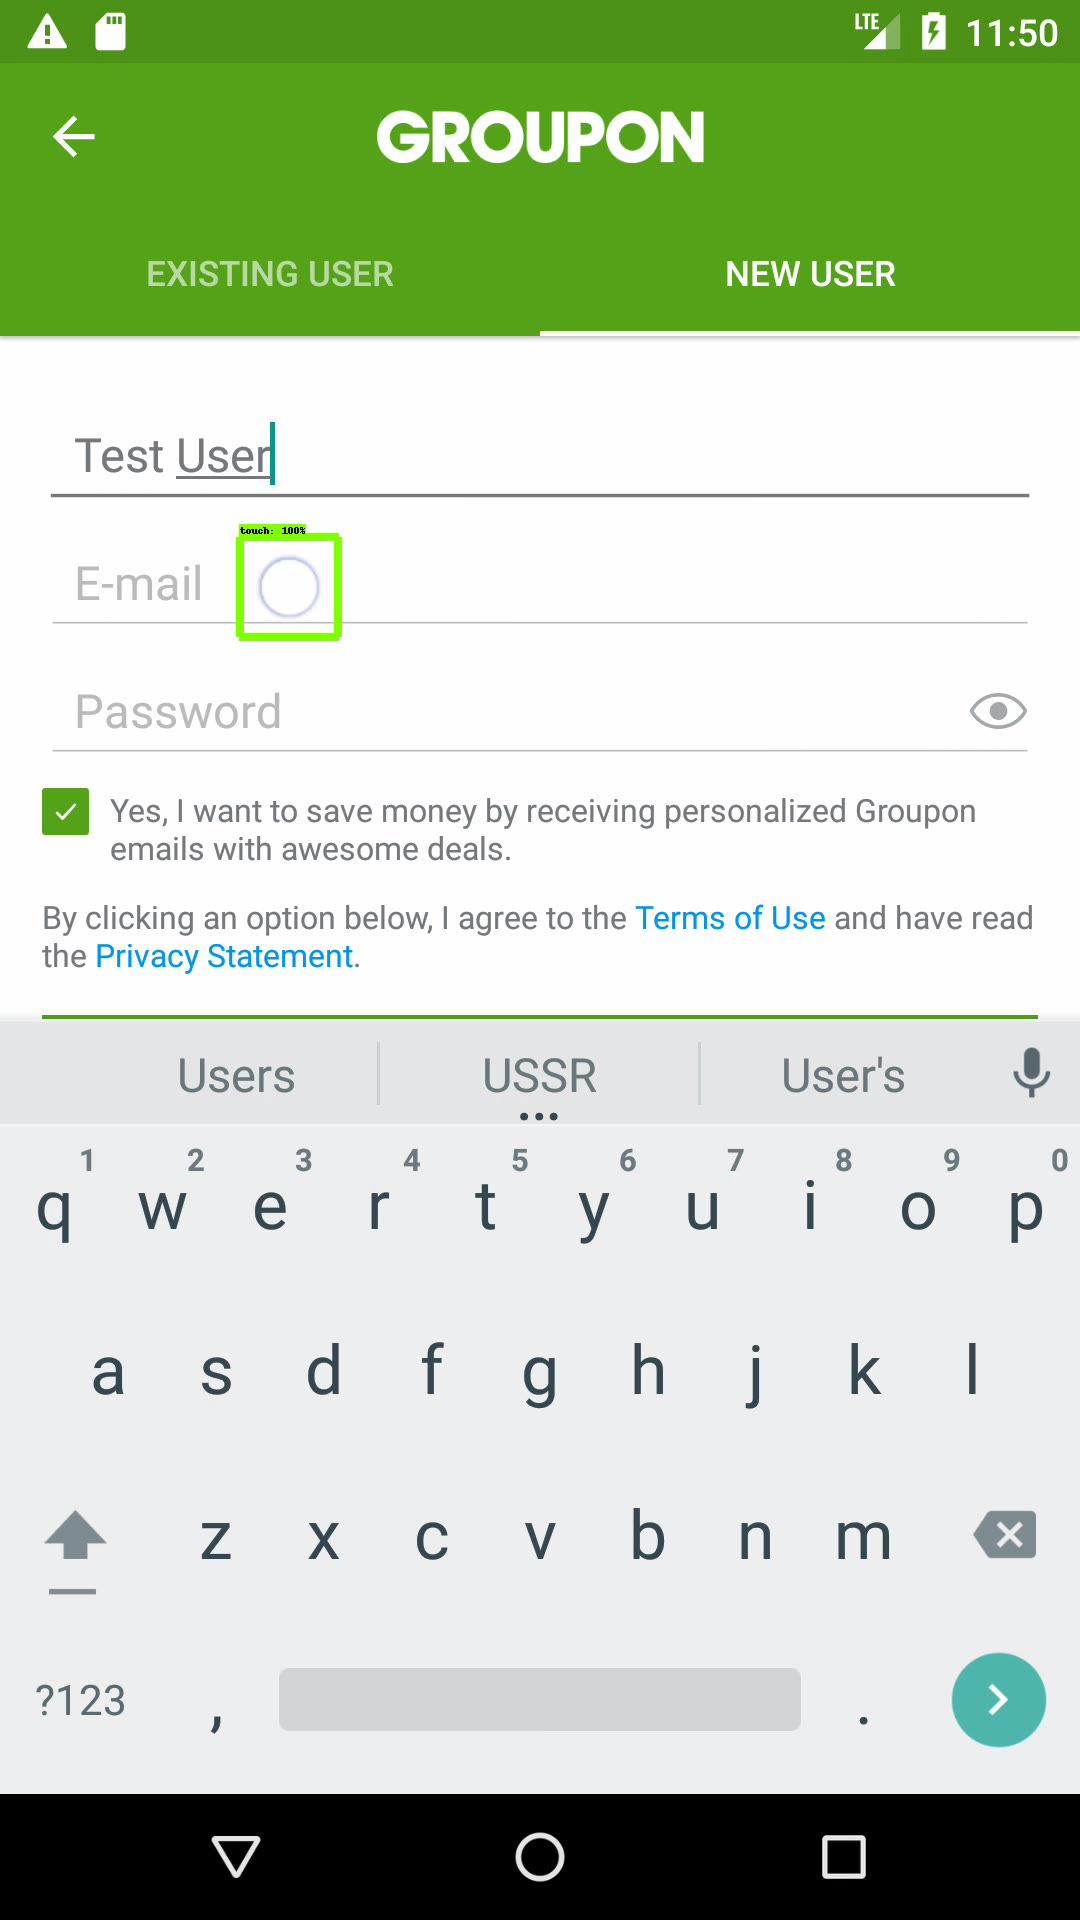 LTE 11:50
GROUPON
EXISTING USER NEW USER
Test User
touch: 100%
E-mail
Password
Yes, I want to save money by receiving personalized Groupon
emails with awesome deals.
By clicking an option below, I agree to the Terms of Use and have read
the Privacy Statement.
Users USSR User's
1 2 3 4 5 6 7 8 9 0
q w e r t y u i o p
a s d f g h j k l
z x c v b n m
?123 , .